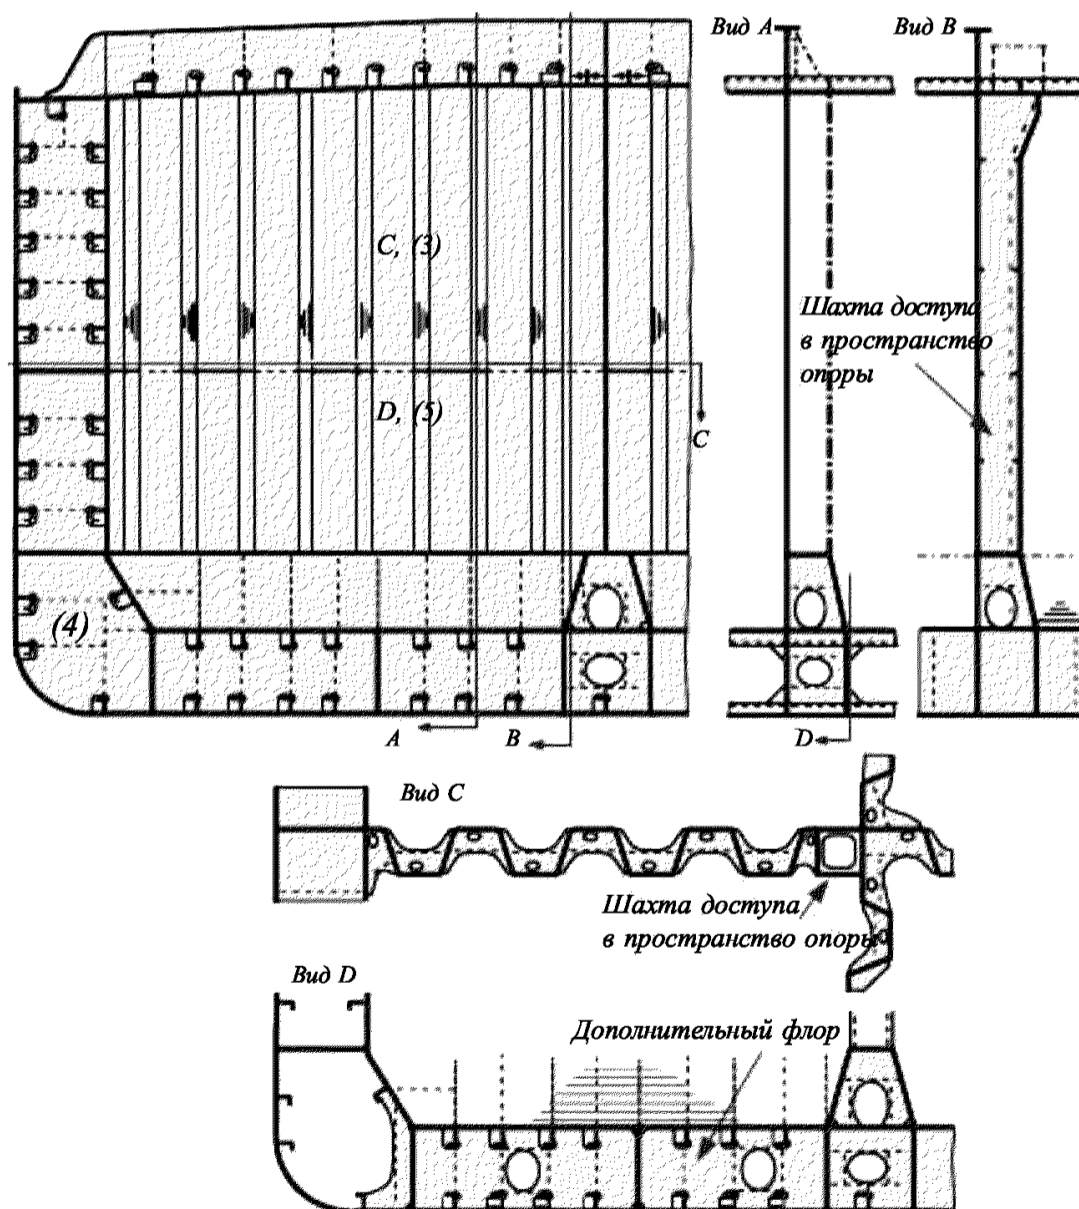 Вид А
Вид В
С, (3)
Шахта доступа
в пространство
опоры
D, (5)
С
(4)
А
В
D
Вид С
Шахта доступа
в пространство опоры
Вид D
Дополнительный флор